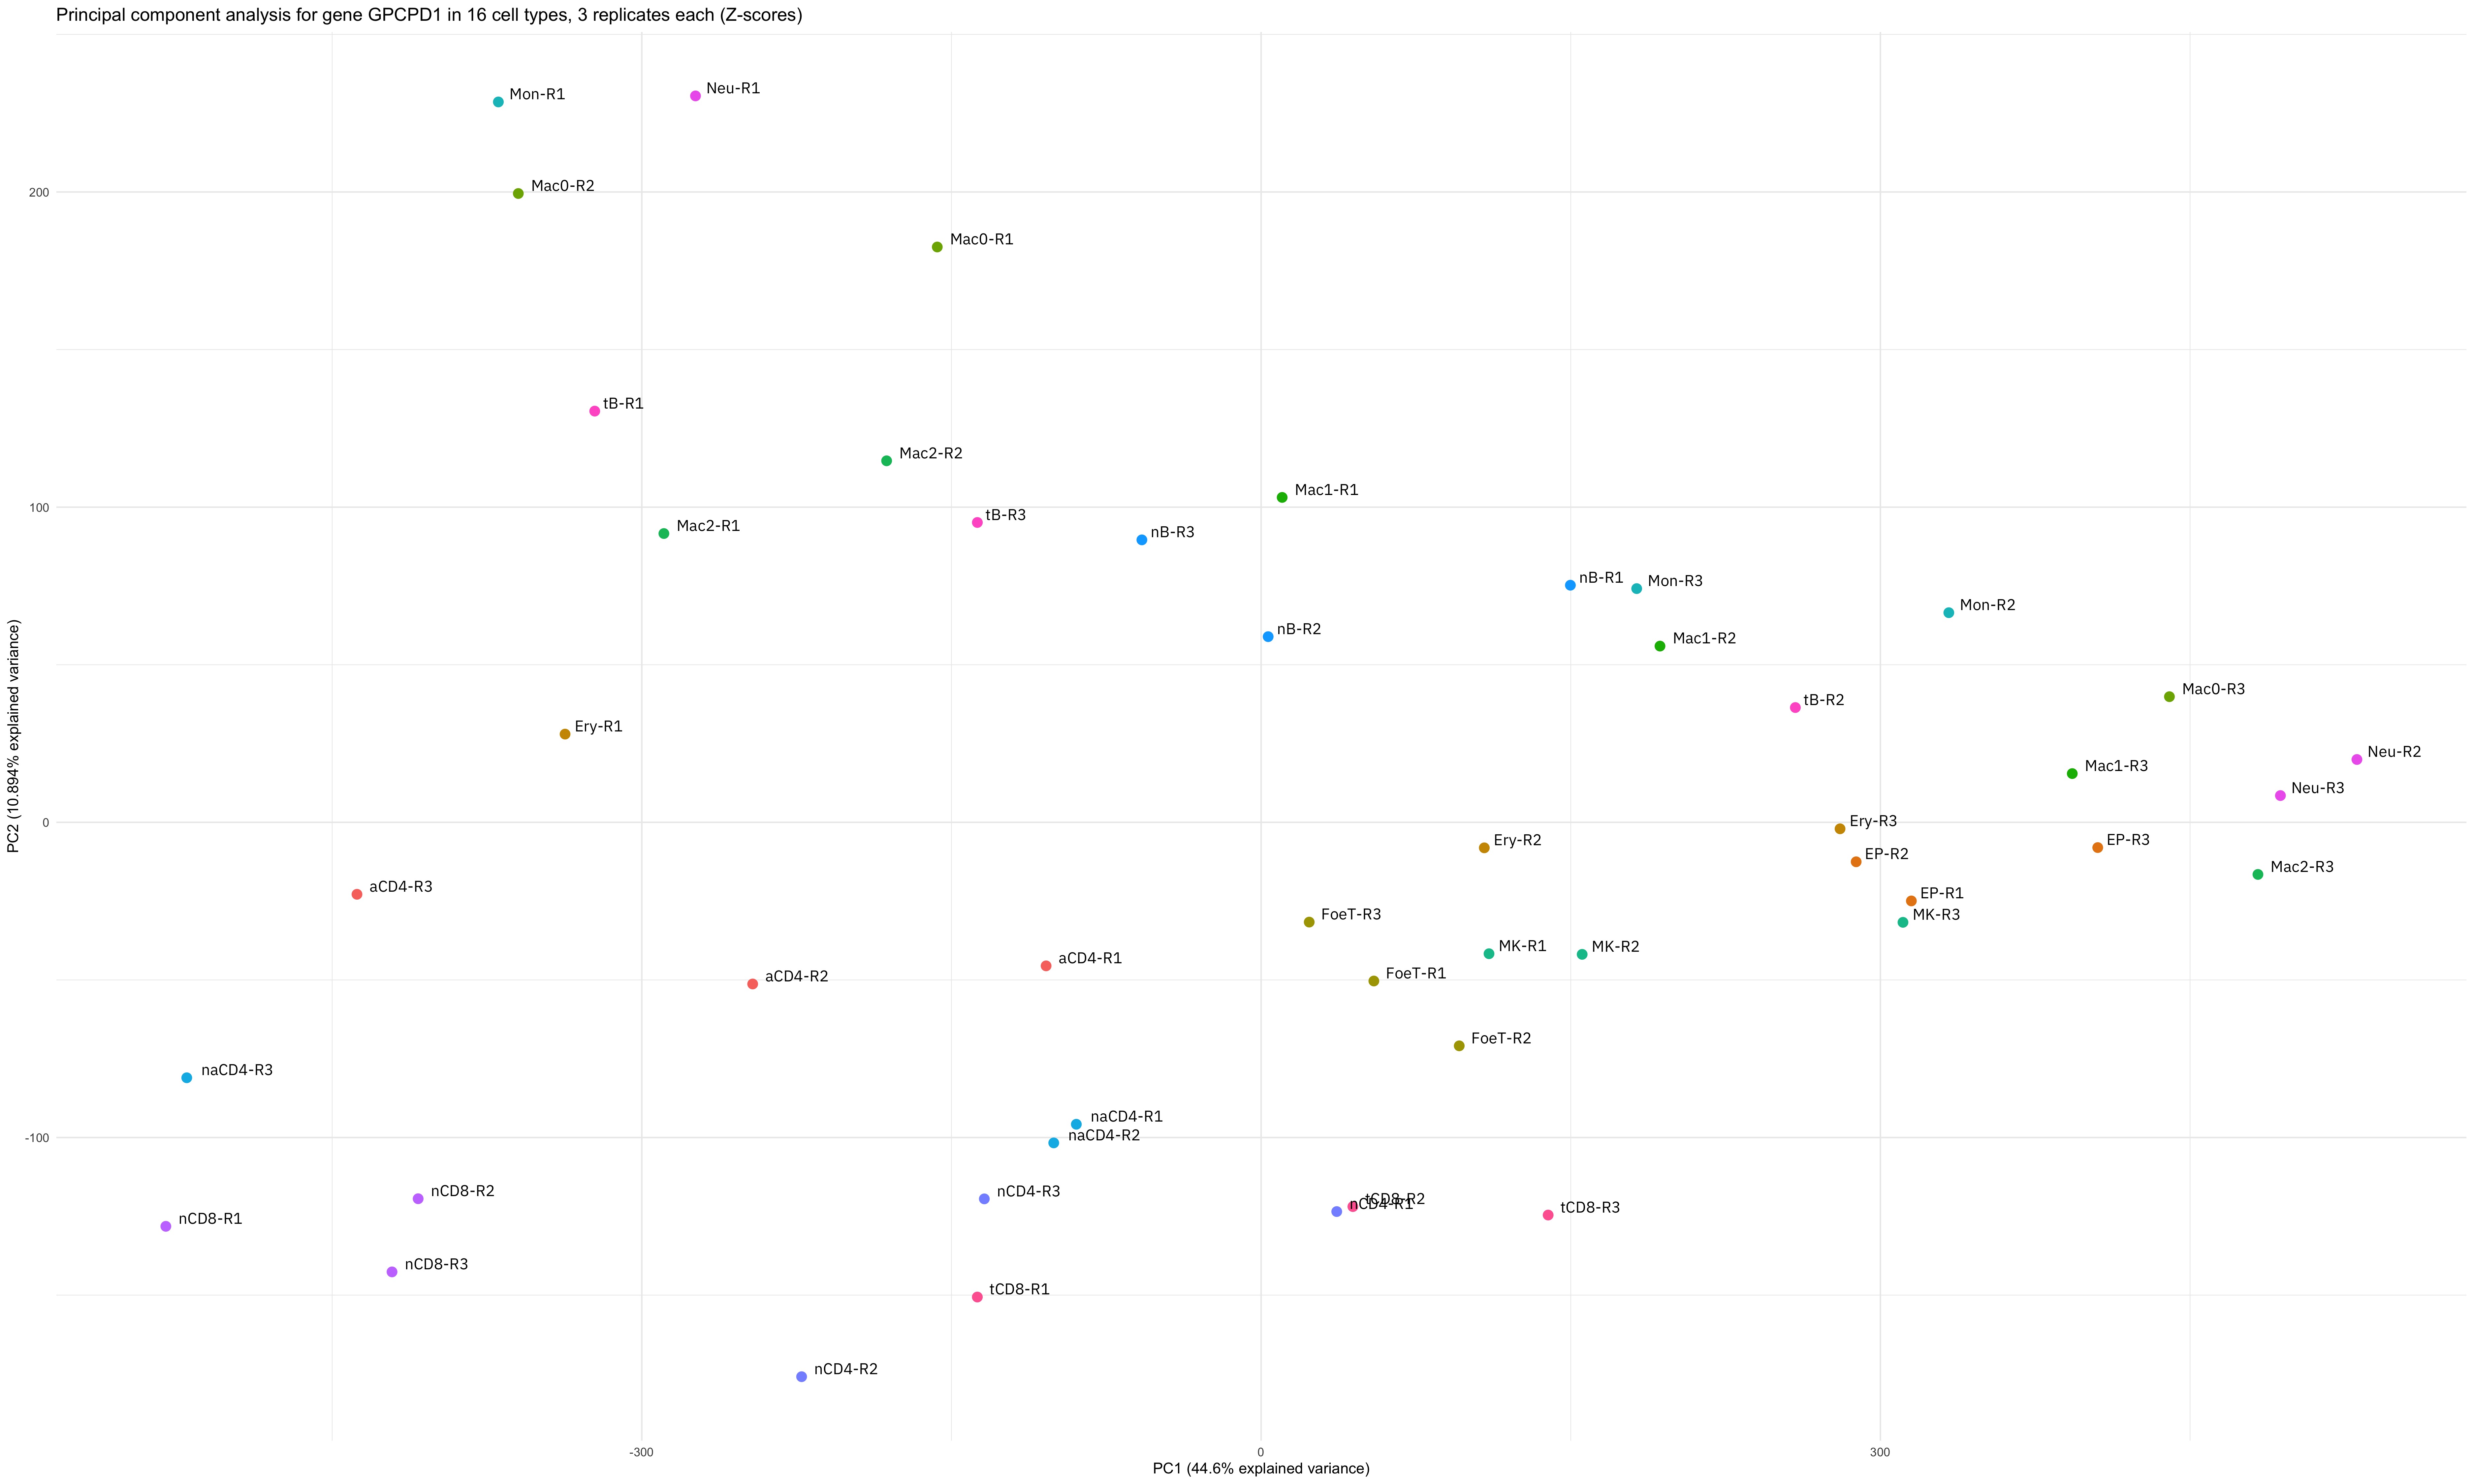 Principal component analysis for gene GPCPD1 in 16 cell types, 3 replicates each (Z-scores)
Neu-R1
Mon-R1
Mac0-R2
200
Mac0-R1
tB-R1
Mac2-R2
Mac1-R1
100
tB-R3
Mac2-R1
nB-R3
nB-R1
Mon-R3
Mon-R2
nB-R2
Mac1-R2
Mac0-R3
tB-R2
Ery-R1
Neu-R2
Mac1-R3
Neu-R3
0
Ery-R3
Ery-R2
EP-R3
EP-R2
Mac2-R3
aCD4-R3
EP-R1
FoeT-R3
MK-R3
MK-R1
MK-R2
aCD4-R1
FoeT-R1
aCD4-R2
FoeT-R2
naCD4-R3
naCD4-R1
naCD4-R2
-100
nCD8-R2
nCD4-R3
tCD8-R2
nCD4-R1
tCD8-R3
nCD8-R1
nCD8-R3
tCD8-R1
nCD4-R2
-300
0
300
PC1 (44.6% explained variance)
PC2 (10.894% explained variance)